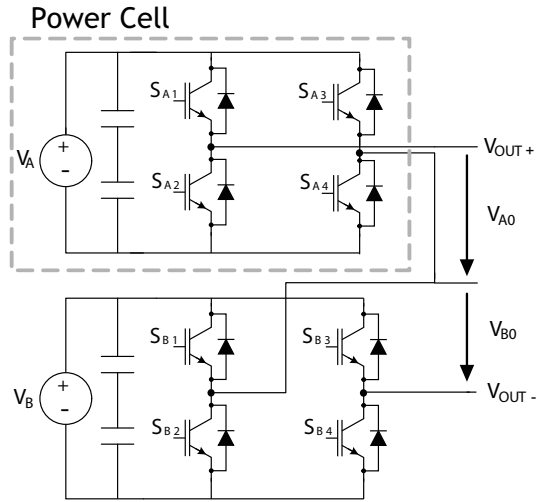 Power Cell
SA1
SA3
VA
+
-
VOUT +
SA2
SA4
VA0
SB1
SB3
VB0
VB
+
-
VOUT -
SB2
SB4